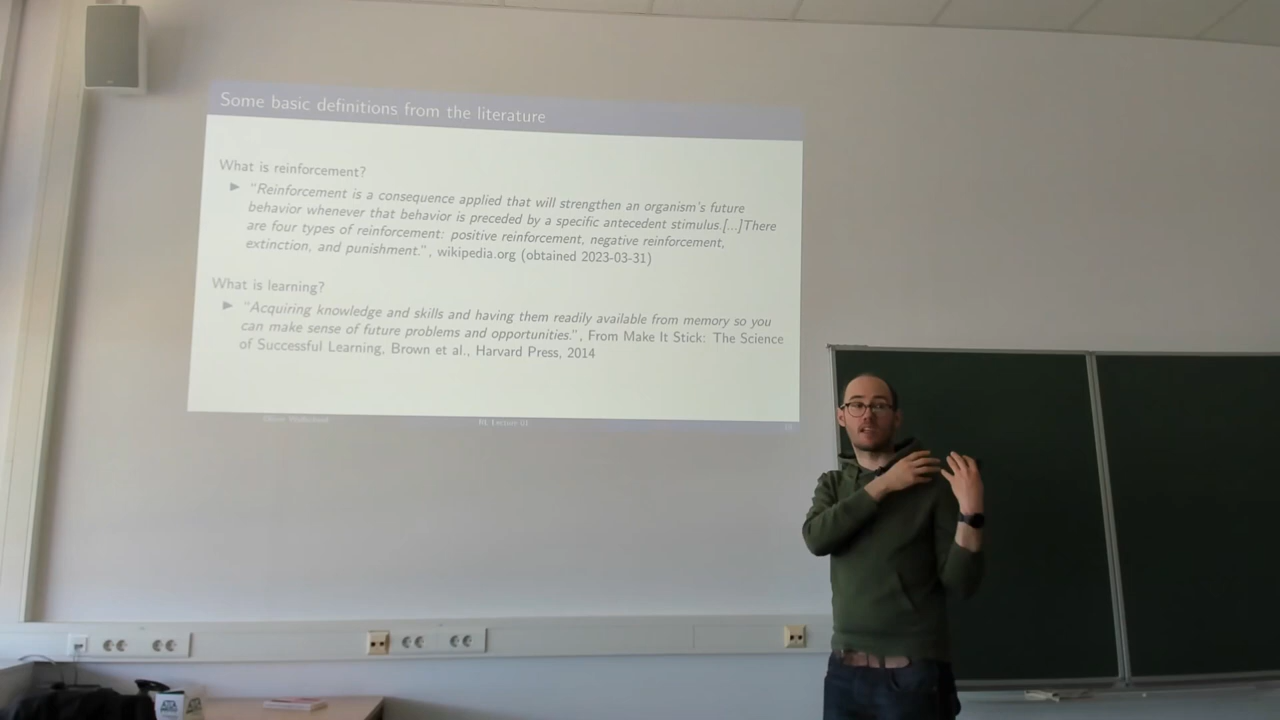 Some basic definitions from the literature
What is reinforcement?
▶ "Reinforcement is a consequence applied that will strengthen an organism's future
behavior whenever that behavior is preceded by a specific antecedent stimulus.[...]There
are four types of reinforcement: positive reinforcement, negative reinforcement,
extinction, and punishment.", wikipedia.org (obtained 2023-03-31)
What is learning?
▶ "Acquiring knowledge and skills and having them readily available from memory so you
can make sense of future problems and opportunities.", From Make It Stick: The Science
of Successful Learning, Brown et al., Harvard Press, 2014
RL Lecture 01